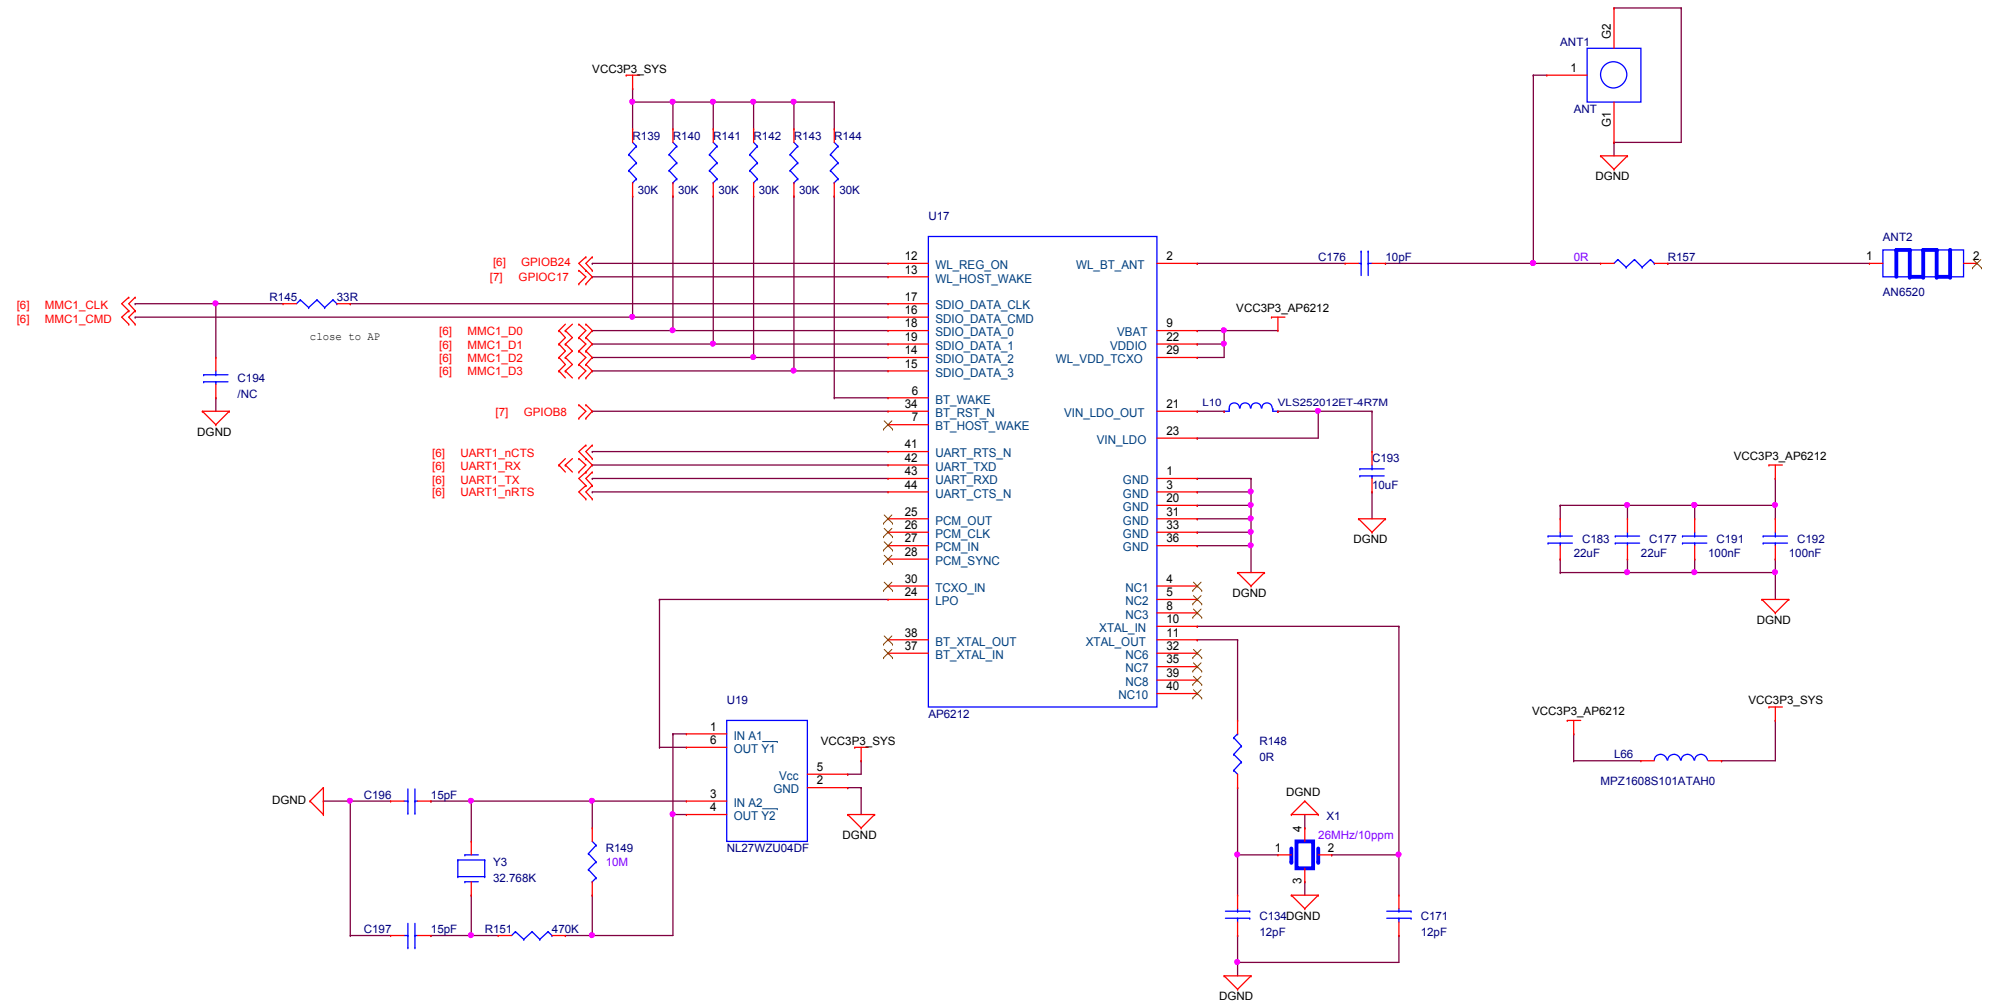 G2
ANT1
1
ANT
G1
DGND
VCC3P3_SYS
R139 R140 R141 R142 R143 R144
30K 30K 30K 30K 30K 30K
U17
[6] GPIOB24 12 WL_REG_ON
[7] GPIOC17 13 WL_HOST_WAKE
[6] MMC1_CLK R145 33R 17 SDIO_DATA_CLK
[6] MMC1_CMD 16 SDIO_DATA_CMD
close to AP
[6] MMC1_D0 18 SDIO_DATA_0
[6] MMC1_D1 19 SDIO_DATA_1
[6] MMC1_D2 14 SDIO_DATA_2
[6] MMC1_D3 15 SDIO_DATA_3
C194
/NC
DGND
6 BT_WAKE
[7] GPIOB8 34 BT_RST_N
7 BT_HOST_WAKE
[6] UART1_nCTS 41 UART_RTS_N
[6] UART1_RX 42 UART_TXD
[6] UART1_TX 43 UART_RXD
[6] UART1_nRTS 44 UART_CTS_N
25 PCM_OUT
26 PCM_CLK
27 PCM_IN
28 PCM_SYNC
30 TCXO_IN
24 LPO
38 BT_XTAL_OUT
37 BT_XTAL_IN
AP6212
WL_BT_ANT 2 C176 10pF 0R R157 1 ANT2 2
AN6520
VCC3P3_AP6212
VBAT 9
VDDIO 22
WL_VDD_TCXO 29
VIN_LDO_OUT 21 L10 VLS252012ET-4R7M
VIN_LDO 23
C193
10uF
DGND
GND 1
GND 3
GND 20
GND 31
GND 33
GND 36
DGND
NC1 4
NC2 5
NC3 8
XTAL_IN 10
XTAL_OUT 11
NC6 32
NC7 35
NC8 39
NC10 40
VCC3P3_AP6212
C183 C177 C191 C192
22uF 22uF 100nF 100nF
DGND
VCC3P3_AP6212 VCC3P3_SYS
L66
MPZ1608S101ATAH0
U19
1 IN A1
6 OUT Y1
VCC3P3_SYS
Vcc 5
GND 2
3 IN A2
4 OUT Y2
DGND
NL27WZU04DF
DGND C196 15pF
Y3
32.768K
R149
10M
C197 15pF R151 470K
R148
0R
DGND
X1
4
26MHz/10ppm
1 2
3
DGND
C134
12pF
C171
12pF
DGND